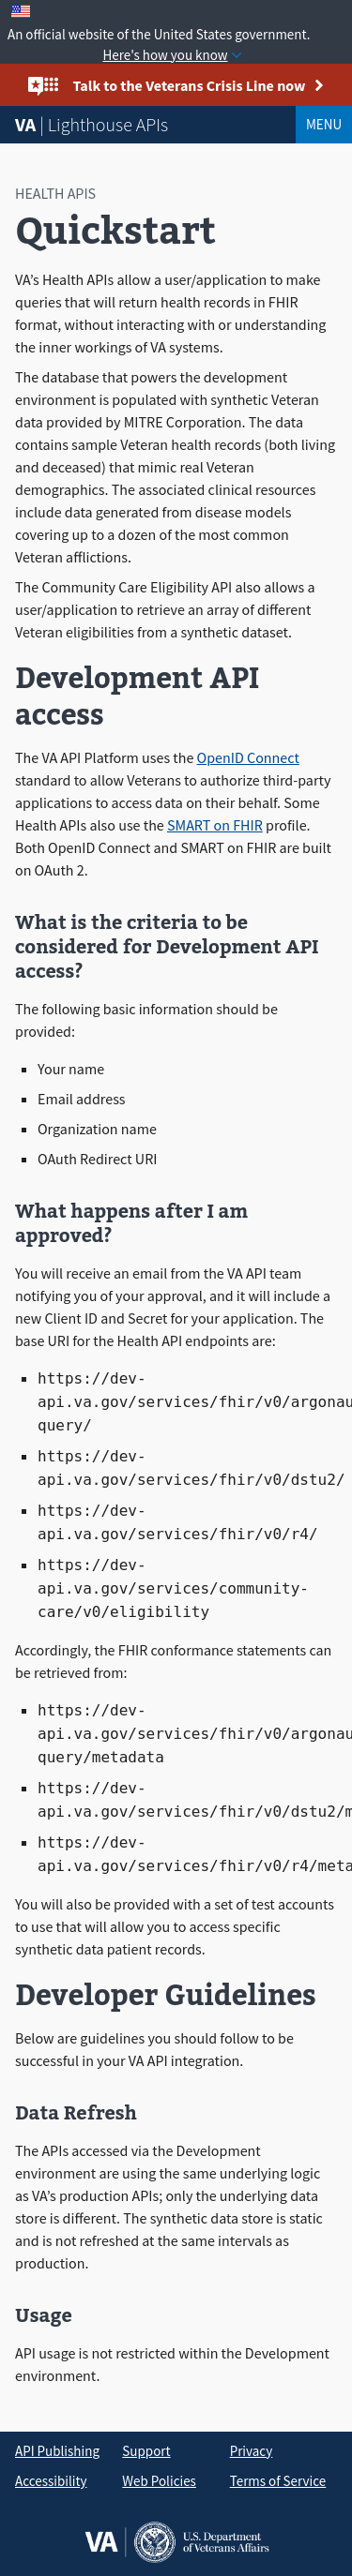 An official website of the United States government.
Here's how you know
Talk to the Veterans Crisis Line now
VA | Lighthouse APIs
MENU
HEALTH APIS
Quickstart
VA’s Health APIs allow a user/application to make
queries that will return health records in FHIR
format, without interacting with or understanding
the inner workings of VA systems.
The database that powers the development
environment is populated with synthetic Veteran
data provided by MITRE Corporation. The data
contains sample Veteran health records (both living
and deceased) that mimic real Veteran
demographics. The associated clinical resources
include data generated from disease models
covering up to a dozen of the most common
Veteran afflictions.
The Community Care Eligibility API also allows a
user/application to retrieve an array of different
Veteran eligibilities from a synthetic dataset.
Development API
access
The VA API Platform uses the OpenID Connect
standard to allow Veterans to authorize third-party
applications to access data on their behalf. Some
Health APIs also use the SMART on FHIR profile.
Both OpenID Connect and SMART on FHIR are built
on OAuth 2.
What is the criteria to be
considered for Development API
access?
The following basic information should be
provided:
Your name
Email address
Organization name
OAuth Redirect URI
What happens after I am
approved?
You will receive an email from the VA API team
notifying you of your approval, and it will include a
new Client ID and Secret for your application. The
base URI for the Health API endpoints are:
https://dev-
api.va.gov/services/fhir/v0/argonau
query/
https://dev-
api.va.gov/services/fhir/v0/dstu2/
https://dev-
api.va.gov/services/fhir/v0/r4/
https://dev-
api.va.gov/services/community-
care/v0/eligibility
Accordingly, the FHIR conformance statements can
be retrieved from:
https://dev-
api.va.gov/services/fhir/v0/argonau
query/metadata
https://dev-
api.va.gov/services/fhir/v0/dstu2/m
https://dev-
api.va.gov/services/fhir/v0/r4/meta
You will also be provided with a set of test accounts
to use that will allow you to access specific
synthetic data patient records.
Developer Guidelines
Below are guidelines you should follow to be
successful in your VA API integration.
Data Refresh
The APIs accessed via the Development
environment are using the same underlying logic
as VA’s production APIs; only the underlying data
store is different. The synthetic data store is static
and is not refreshed at the same intervals as
production.
Usage
API usage is not restricted within the Development
environment.
API Publishing Support Privacy
Accessibility Web Policies Terms of Service
VA | U.S. Department
of Veterans Affairs